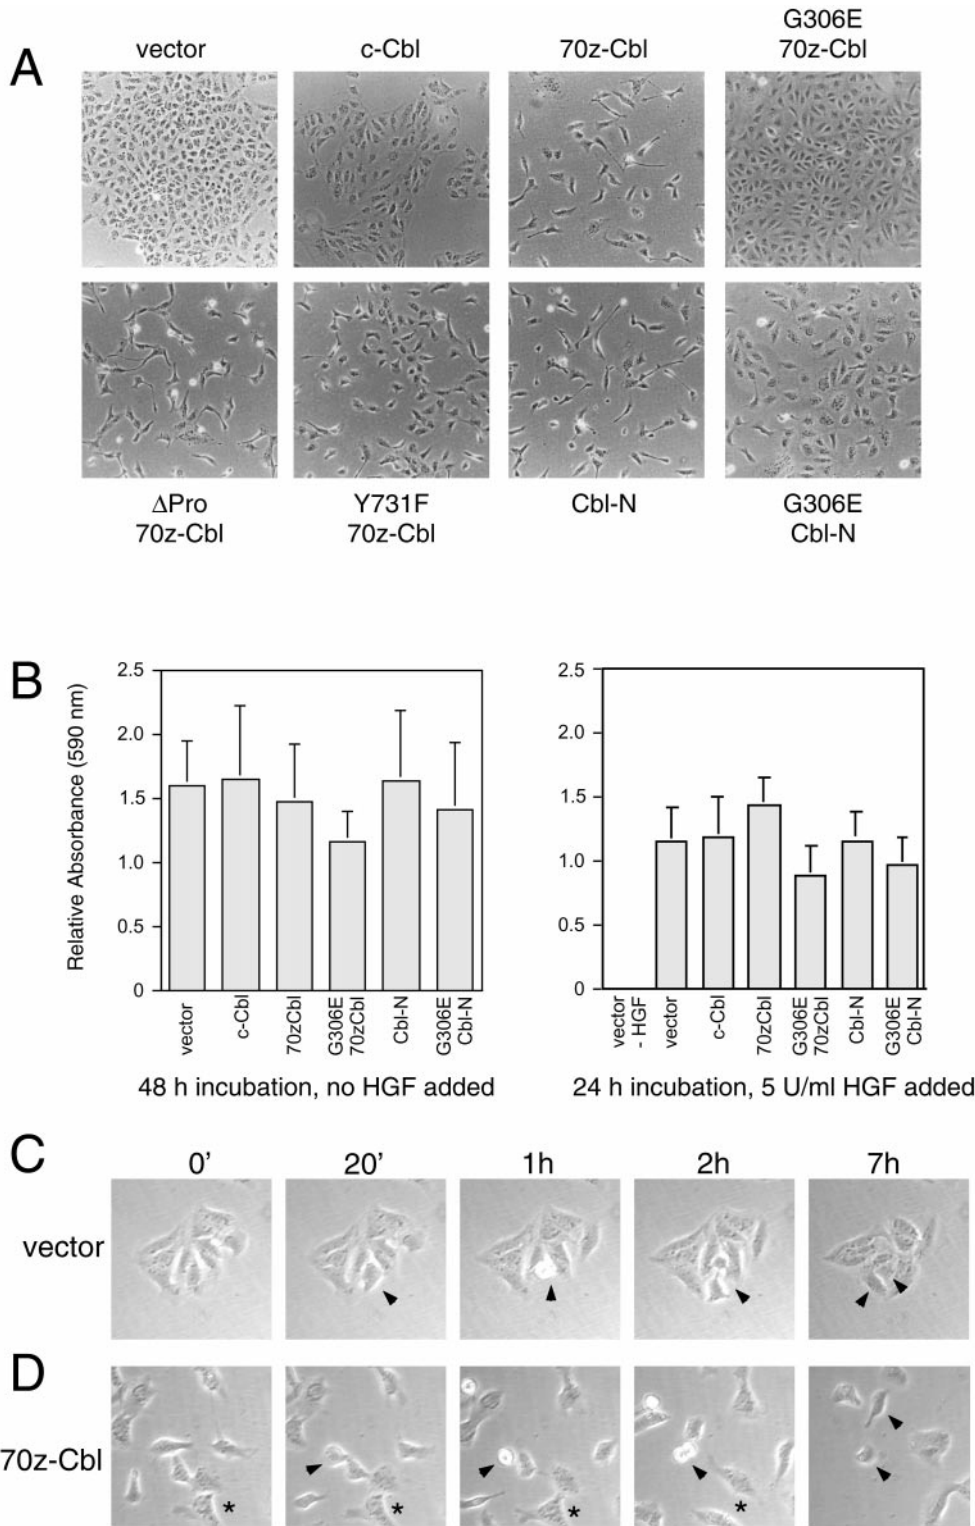 A
vector
c-Cbl
70z-Cbl
G306E
70z-Cbl
ΔPro
70z-Cbl
Y731F
70z-Cbl
Cbl-N
G306E
Cbl-N
B
Relative Absorbance (590 nm)
2.5
2.0
1.5
1.0
0.5
0
vector
c-Cbl
70zCbl
G306E
70zCbl
Cbl-N
G306E
Cbl-N
48 h incubation, no HGF added
2.5
2.0
1.5
1.0
0.5
0
vector
- HGF
vector
c-Cbl
70zCbl
G306E
70zCbl
Cbl-N
G306E
Cbl-N
24 h incubation, 5 U/ml HGF added
C
0’
20’
1h
2h
7h
vector
D
70z-Cbl
*
*
*
*